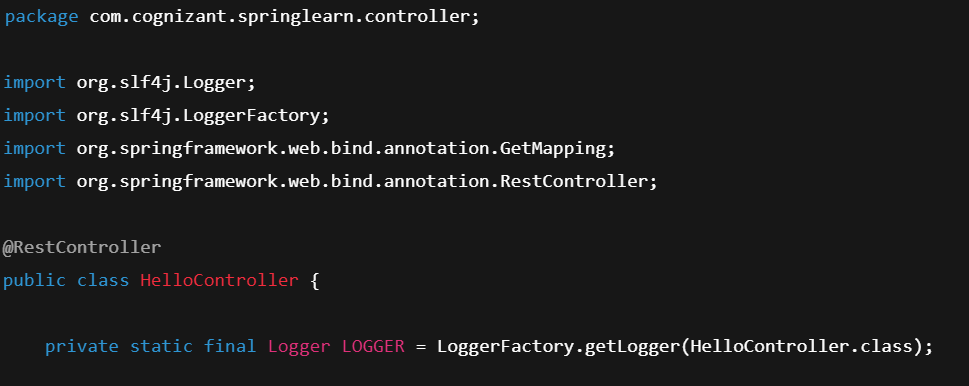 package com.cognizant.springlearn.controller;
import org.slf4j.Logger;
import org.slf4j.LoggerFactory;
import org.springframework.web.bind.annotation.GetMapping;
import org.springframework.web.bind.annotation.RestController;
@RestController
public class HelloController {
private static final Logger LOGGER = LoggerFactory.getLogger(HelloController.class);